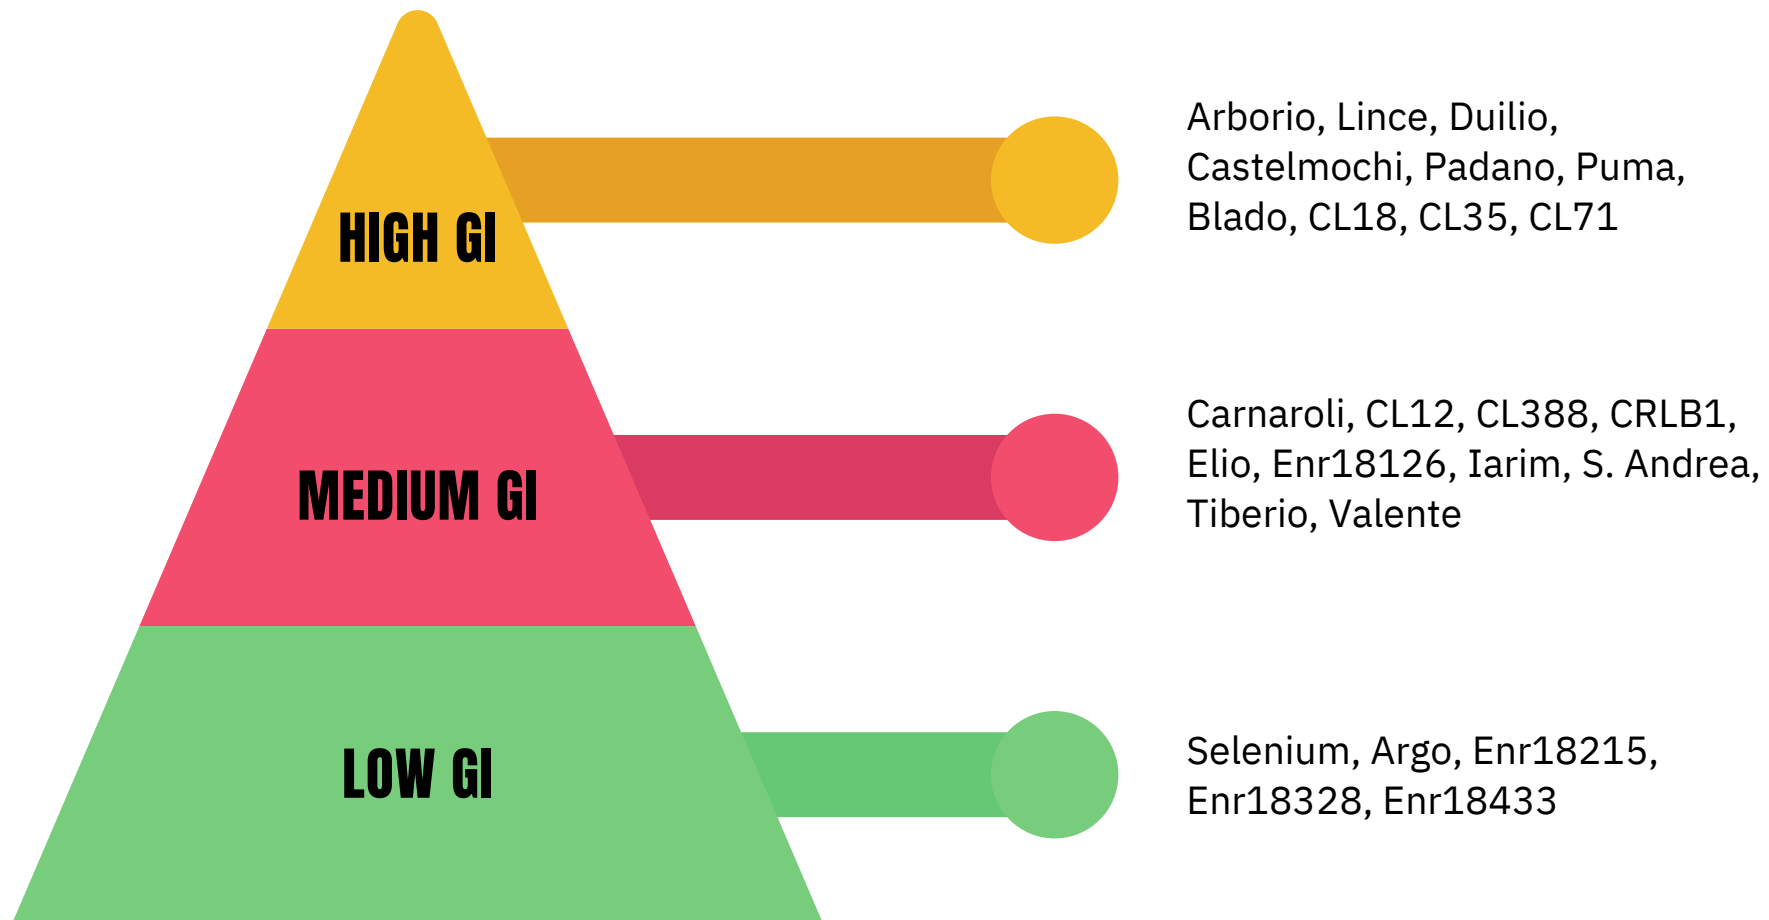 HIGH GI
Arborio, Lince, Duilio,
Castelmochi, Padano, Puma,
Blado, CL18, CL35, CL71
MEDIUM GI
Carnaroli, CL12, CL388, CRLB1,
Elio, Enr18126, Iarim, S. Andrea,
Tiberio, Valente
LOW GI
Selenium, Argo, Enr18215,
Enr18328, Enr18433